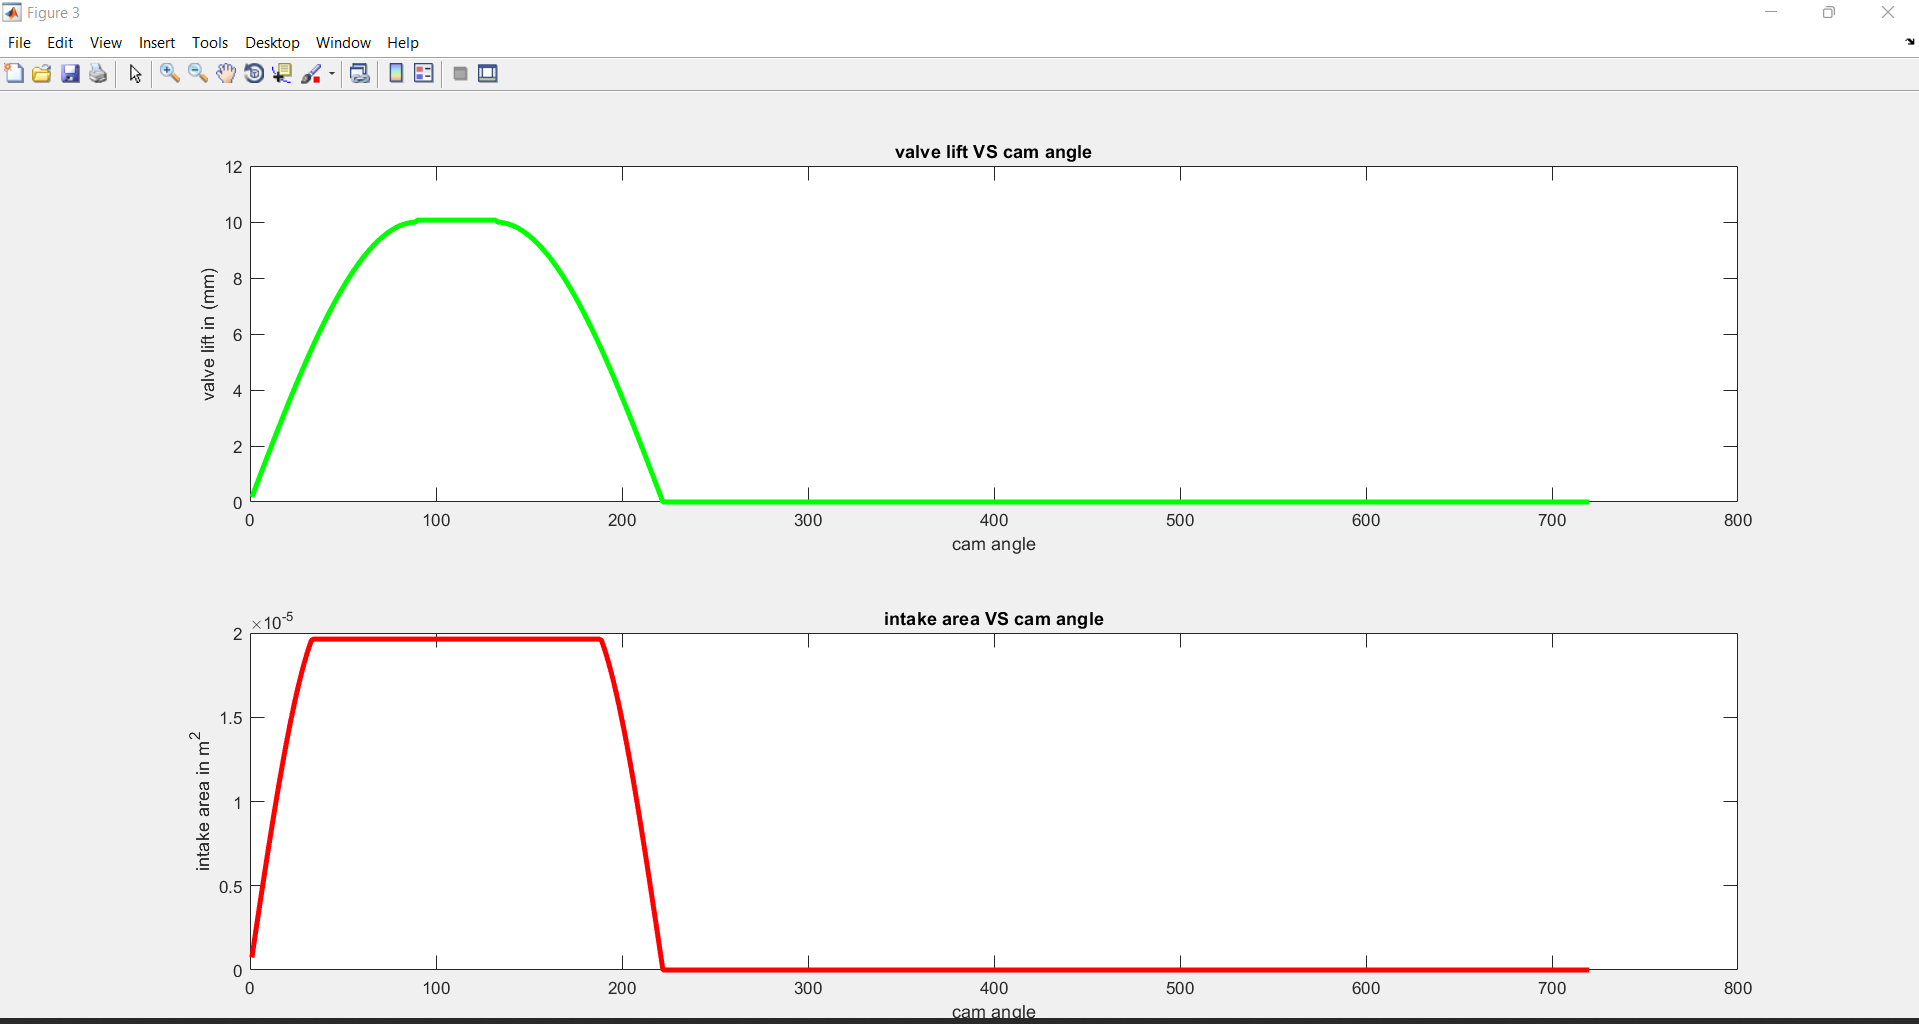 Figure 3
File Edit View Insert Tools Desktop Window Help
valve lift VS cam angle
12
10
8
6
4
2
0
valve lift in (mm)
0 100 200 300 400 500 600 700 800
cam angle
intake area VS cam angle
×10-5
2
1.5
1
0.5
0
intake area in m2
0 100 200 300 400 500 600 700 800
cam angle